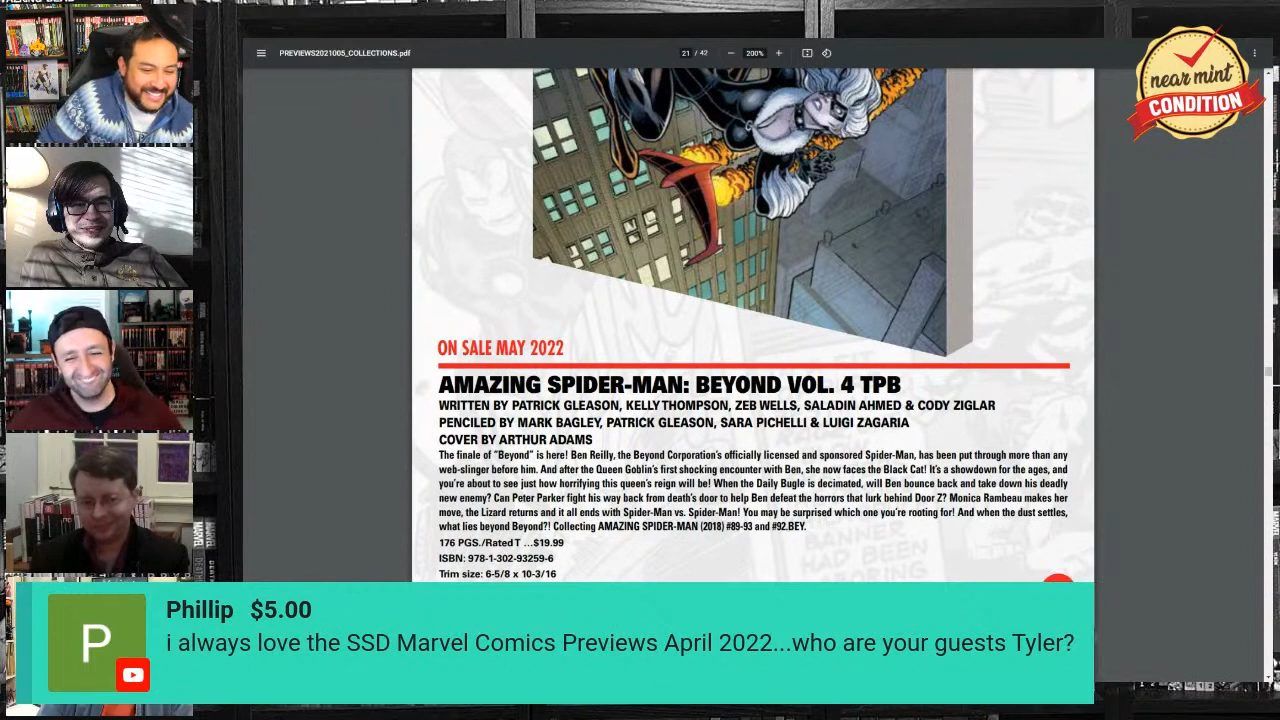 PREVIEWS2021005_COLLECTIONS.pdf
21 / 42
200%
near mint
CONDITION
ON SALE MAY 2022
AMAZING SPIDER-MAN: BEYOND VOL. 4 TPB
WRITTEN BY PATRICK GLEASON, KELLY THOMPSON, ZEB WELLS, SALADIN AHMED & CODY ZIGLAR
PENCILED BY MARK BAGLEY, PATRICK GLEASON, SARA PICHELLI & LUIGI ZAGARIA
COVER BY ARTHUR ADAMS
The finale of “Beyond” is here! Ben Reilly, the Beyond Corporation’s officially licensed and sponsored Spider-Man, has been put through more than any
web-slinger before him. And after the Queen Goblin’s first shocking encounter with Ben, she now faces the Black Cat! It’s a showdown for the ages, and
you’re about to see just how horrifying this queen’s reign will be! When the Daily Bugle is decimated, will Ben bounce back and take down his deadly
new enemy? Can Peter Parker fight his way back from death’s door to help Ben defeat the horrors that lurk behind Door Z? Monica Rambeau makes her
move, the Lizard returns and it all ends with Spider-Man vs. Spider-Man! You may be surprised which one you’re rooting for! And when the dust settles,
what lies beyond Beyond?! Collecting AMAZING SPIDER-MAN (2018) #89-93 and #92.BEY.
176 PGS./Rated T ...$19.99
ISBN: 978-1-302-93259-6
Trim size: 6-5/8 x 10-3/16
P
Phillip $5.00
i always love the SSD Marvel Comics Previews April 2022...who are your guests Tyler?